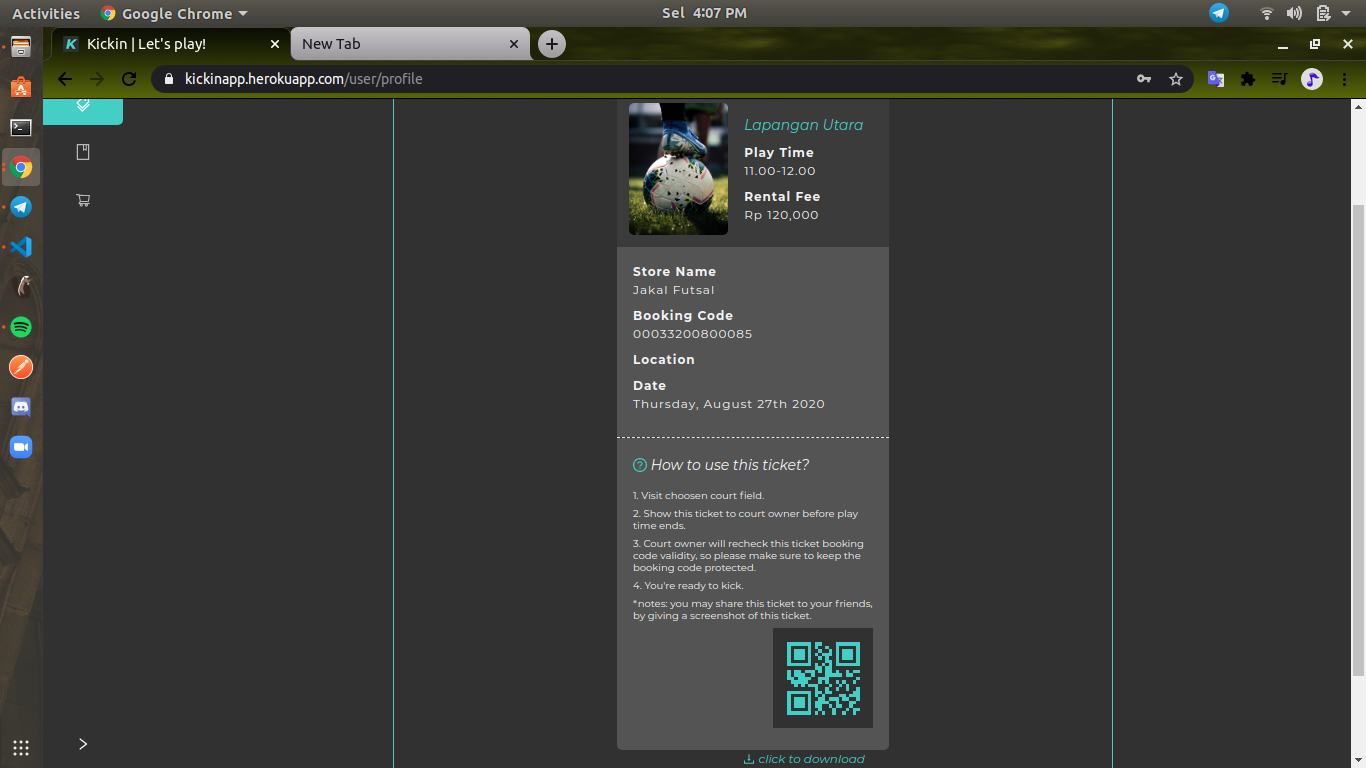 Activities
Google Chrome
Sel 4:07 PM
Kickin | Let's play!
New Tab
kickinapp.herokuapp.com/user/profile
Lapangan Utara
Play Time
11.00-12.00
Rental Fee
Rp 120,000
Store Name
Jakal Futsal
Booking Code
00033200800085
Location
Date
Thursday, August 27th 2020
How to use this ticket?
1. Visit choosen court field.
2. Show this ticket to court owner before play
time ends.
3. Court owner will recheck this ticket booking
code validity, so please make sure to keep the
booking code protected.
4. You're ready to kick.
*notes: you may share this ticket to your friends,
by giving a screenshot of this ticket.
click to download